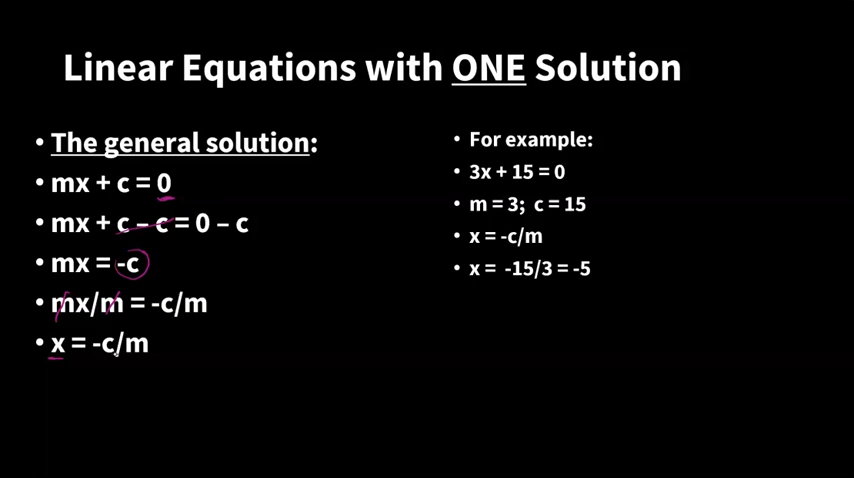 Linear Equations with ONE Solution
• The general solution:
• mx + c = 0
• mx + c – c = 0 – c
• mx = -c
• mx/m = -c/m
• x = -c/m
• For example:
• 3x + 15 = 0
• m = 3; c = 15
• x = -c/m
• x = -15/3 = -5